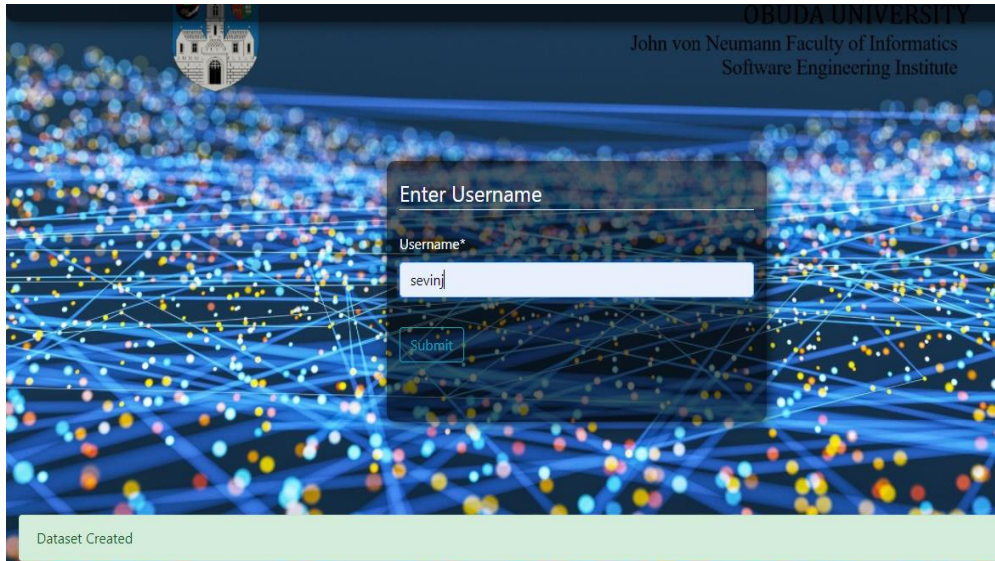 OBUDA UNIVERSITY
John von Neumann Faculty of Informatics
Software Engineering Institute
Enter Username
Username*
sevinj
Submit
Dataset Created